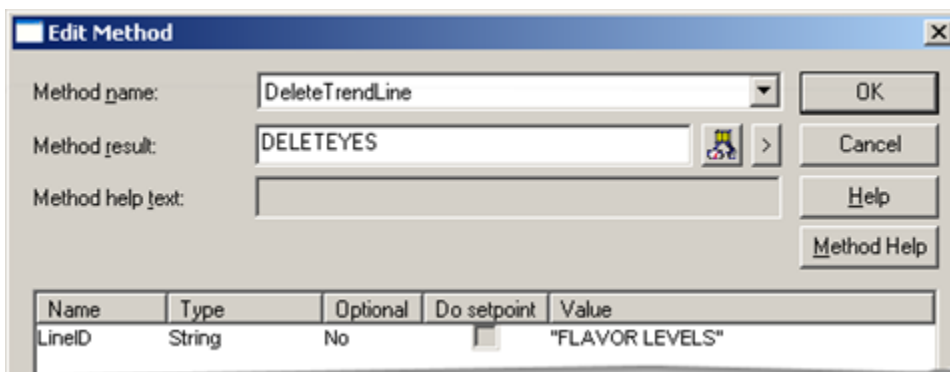 Edit Method
Method name: DeleteTrendLine OK
Method result: DELETEYES > Cancel
Method help text: Help
Method Help
Name Type Optional Do setpoint Value
LineID String No "FLAVOR LEVELS"